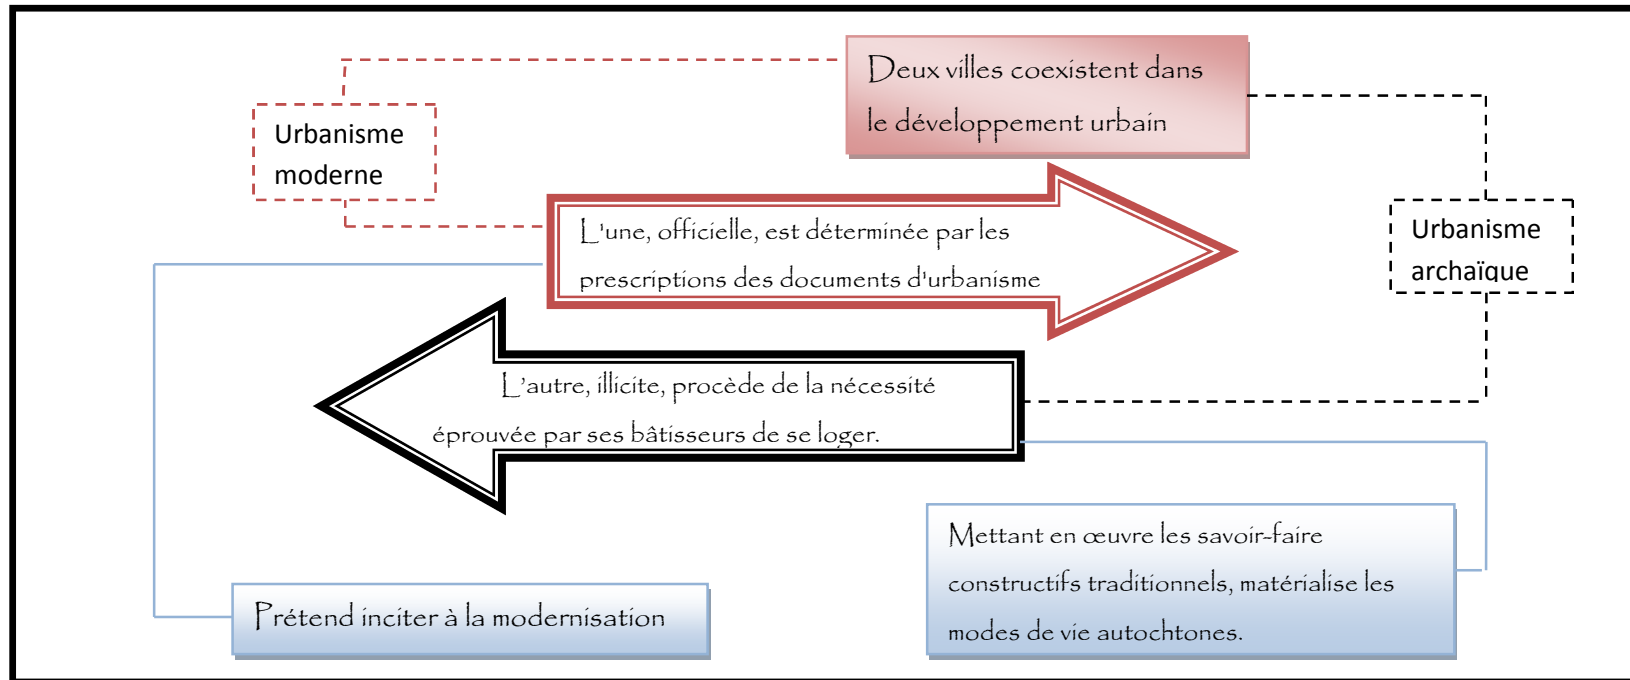 Deux villes coexistent dans
le développement urbain
Urbanisme
moderne
L'une, officielle, est déterminée par les
prescriptions des documents d'urbanisme
Urbanisme
archaïque
L'autre, illicite, procède de la nécessité
éprouvée par ses bâtisseurs de se loger.
Mettant en œuvre les savoir-faire
constructifs traditionnels, matérialise les
modes de vie autochtones.
Prétend inciter à la modernisation